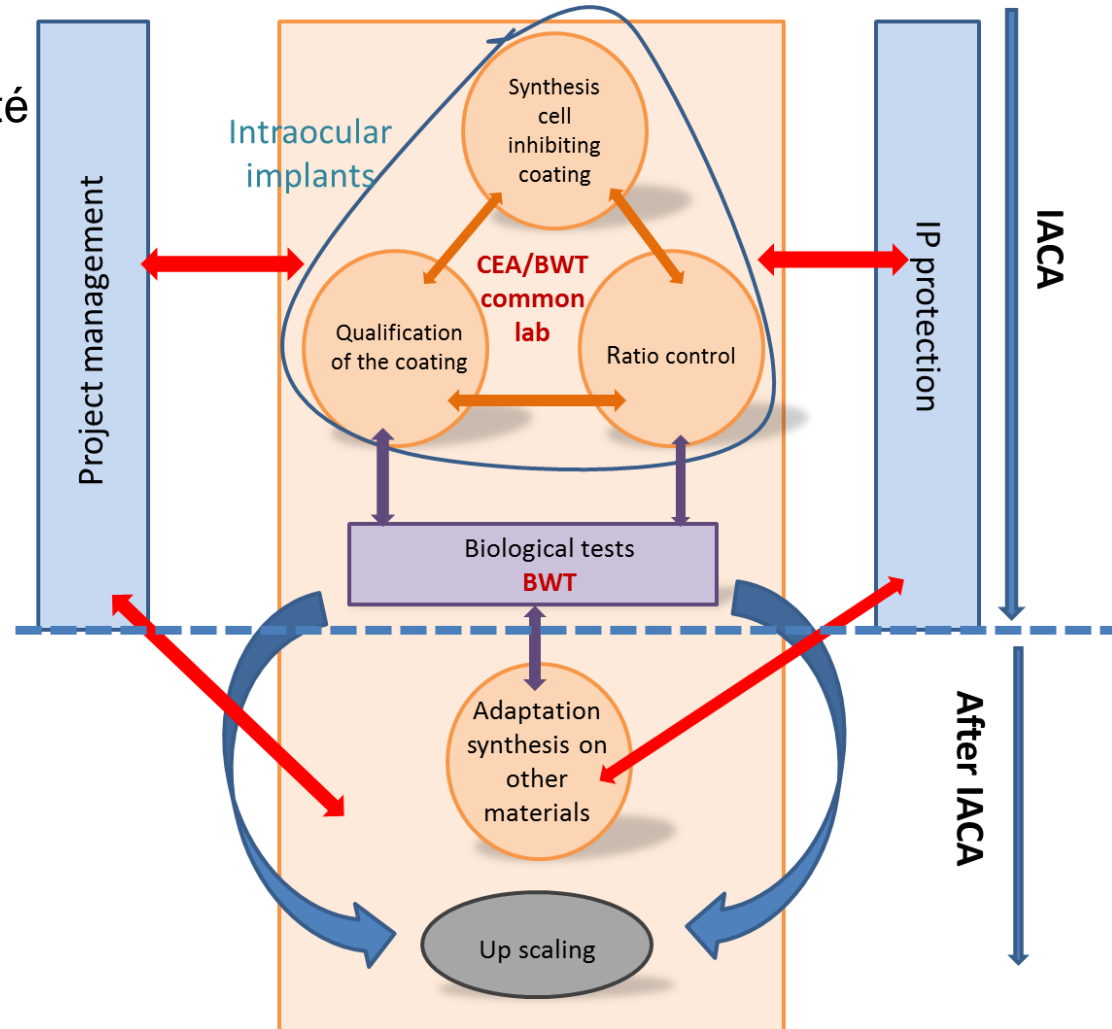 té
Project management
Intraocular
implants
Synthesis
cell
inhibiting
coating
CEA/BWT
common
lab
Qualification
of the coating
Ratio control
IP protection
IACA
Biological tests
BWT
Adaptation
synthesis on
other
materials
After IACA
Up scaling